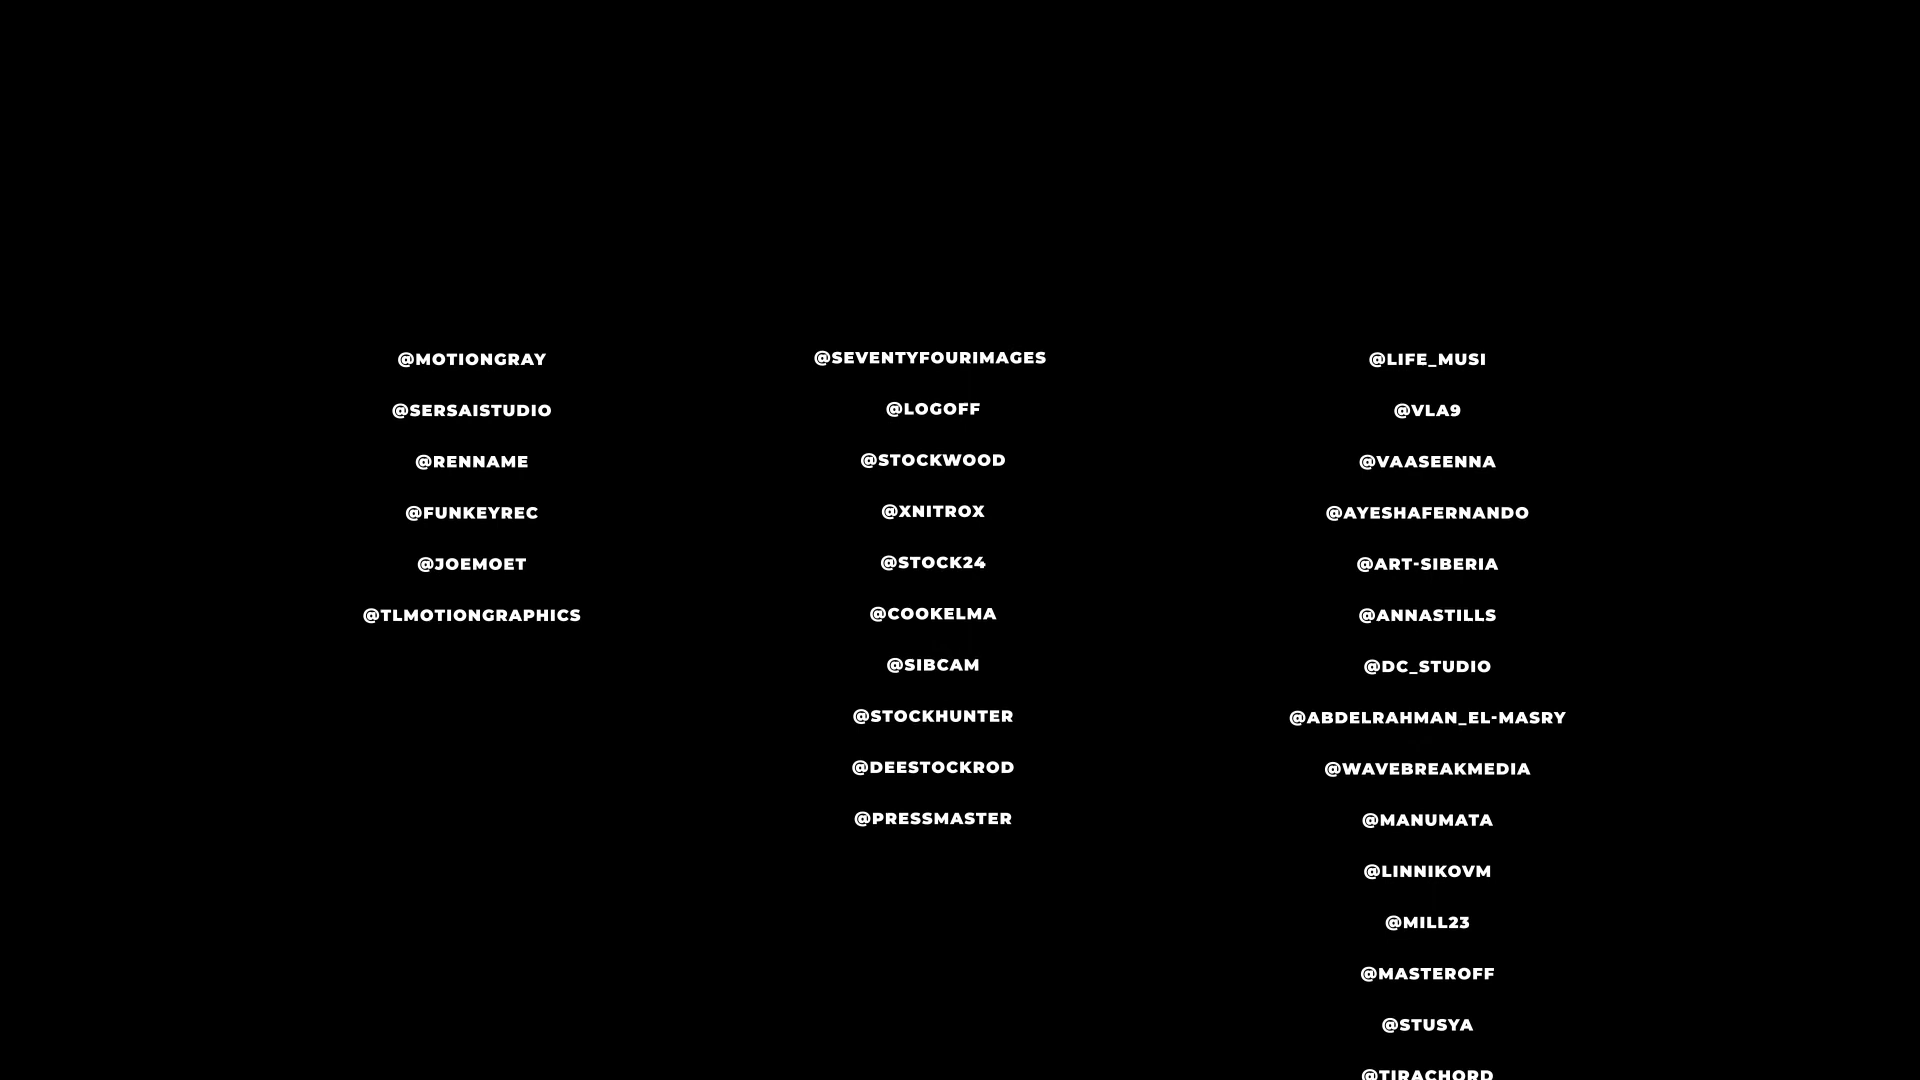 @MOTIONGRAY
@SERSAISTUDIO
@RENNAME
@FUNKEYREC
@JOEMOET
@TLMOTIONGRAPHICS
@SEVENTYFOURIMAGES
@LOGOFF
@STOCKWOOD
@XNITROX
@STOCK24
@COOKELMA
@SIBCAM
@STOCKHUNTER
@DEESTOCKROD
@PRESSMASTER
@LIFE_MUSI
@VLA9
@VAASEENNA
@AYESHAFERNANDO
@ART-SIBERIA
@ANNASTILLS
@DC_STUDIO
@ABDELRAHMAN_EL-MASRY
@WAVEBREAKMEDIA
@MANUMATA
@LINNIKOVM
@MILL23
@MASTEROFF
@STUSYA
@TIRACHORD